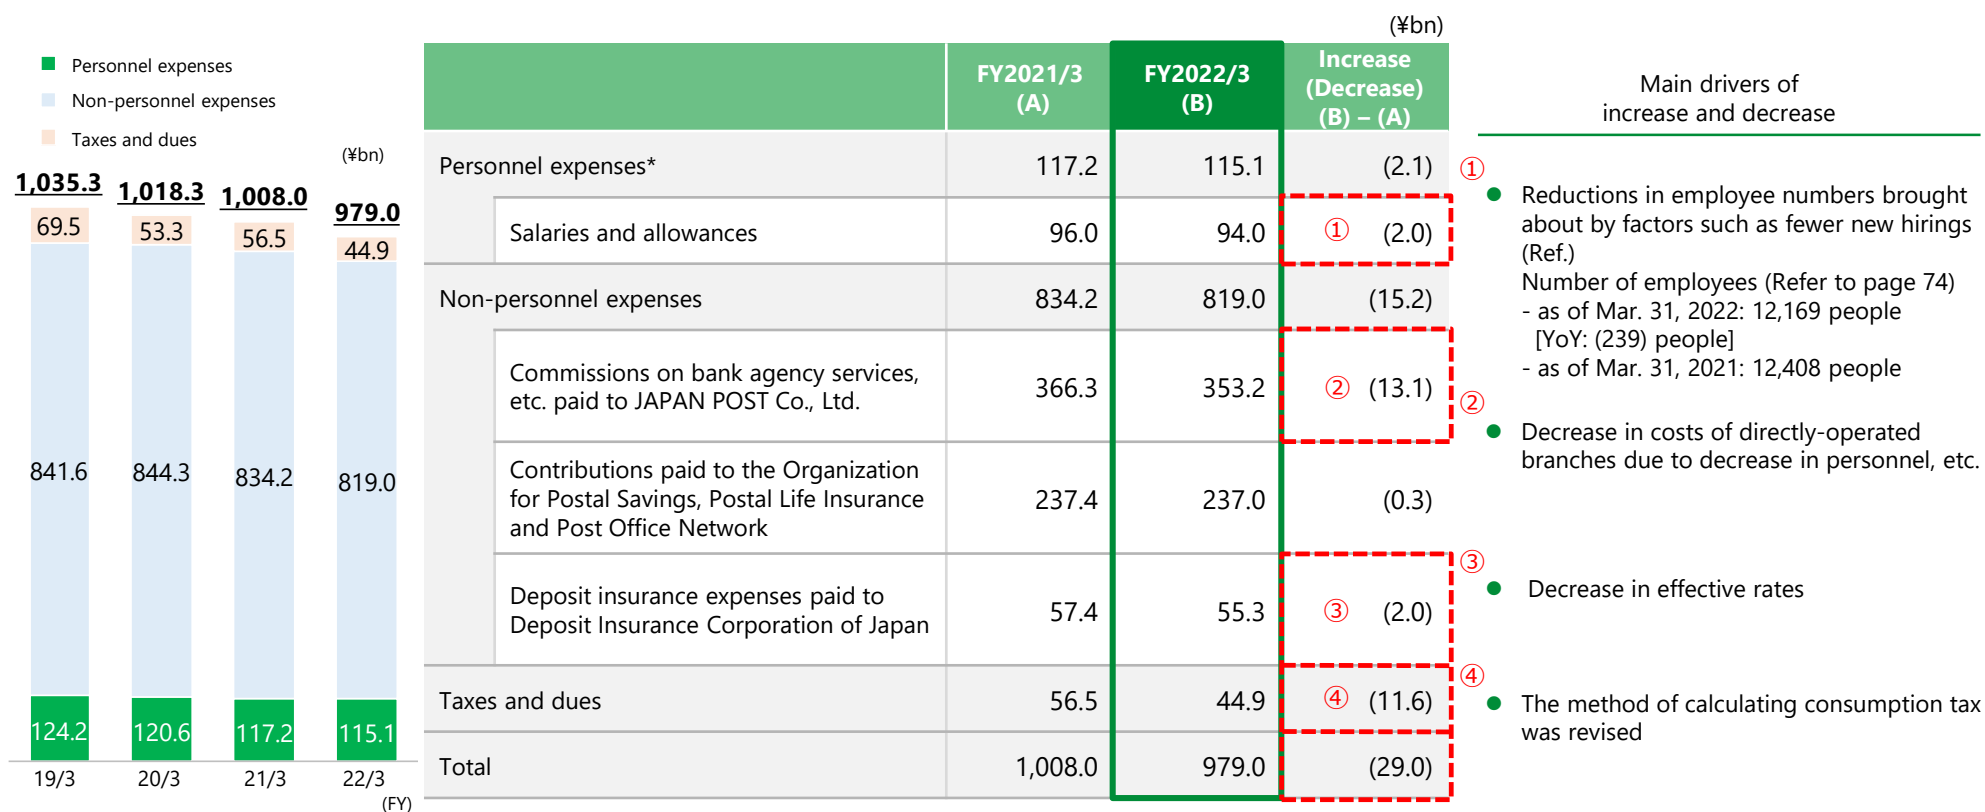 Personnel expenses
Non-personnel expenses
Taxes and dues
(¥bn)
1,035.3
1,018.3
1,008.0
979.0
69.5
53.3
56.5
44.9
841.6
844.3
834.2
819.0
124.2
120.6
117.2
115.1
19/3
20/3
21/3
22/3
(FY)
(¥bn)
FY2021/3
(A)
FY2022/3
(B)
Increase
(Decrease)
(B) – (A)
Personnel expenses* 117.2 115.1 (2.1)
Salaries and allowances 96.0 94.0 ① (2.0)
Non-personnel expenses 834.2 819.0 (15.2)
Commissions on bank agency services,
etc. paid to JAPAN POST Co., Ltd.
366.3 353.2 ② (13.1)
Contributions paid to the Organization
for Postal Savings, Postal Life Insurance
and Post Office Network
237.4 237.0 (0.3)
Deposit insurance expenses paid to
Deposit Insurance Corporation of Japan
57.4 55.3 ③ (2.0)
Taxes and dues 56.5 44.9 ④ (11.6)
Total 1,008.0 979.0 (29.0)
Main drivers of
increase and decrease
①
● Reductions in employee numbers brought
about by factors such as fewer new hirings
(Ref.)
Number of employees (Refer to page 74)
- as of Mar. 31, 2022: 12,169 people
[YoY: (239) people]
- as of Mar. 31, 2021: 12,408 people
②
● Decrease in costs of directly-operated
branches due to decrease in personnel, etc.
③
● Decrease in effective rates
④
● The method of calculating consumption tax
was revised